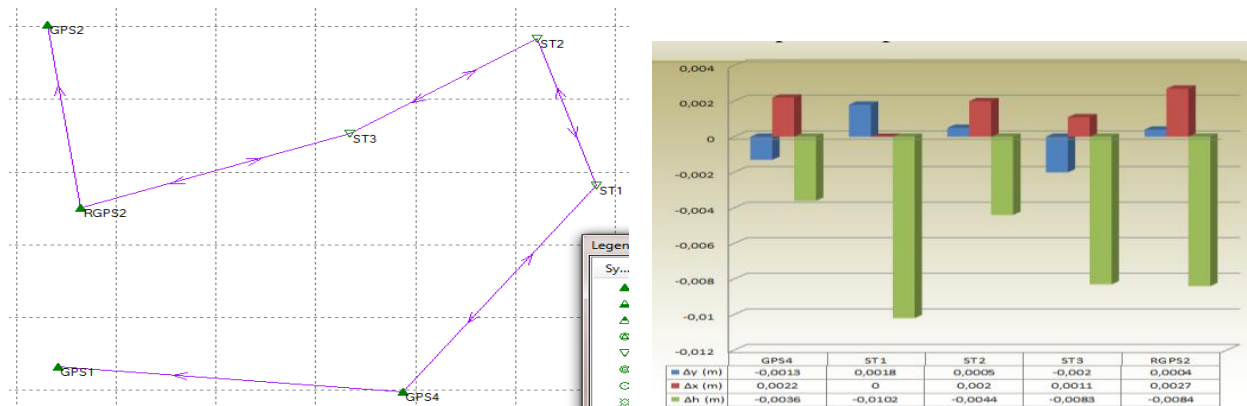 GPS2
ST2
ST3
ST1
RGPS2
GPS1
GPS4
Legen
Sy...
0,004
0,002
0
-0,002
-0,004
-0,006
-0,008
-0,01
-0,012
GPS4 ST1 ST2 ST3 RGPS2
Δy (m) -0,0013 0,0018 0,0005 -0,002 0,0004
Δx (m) 0,0022 0 0,002 0,0011 0,0027
Δh (m) -0,0036 -0,0102 -0,0044 -0,0083 -0,0084